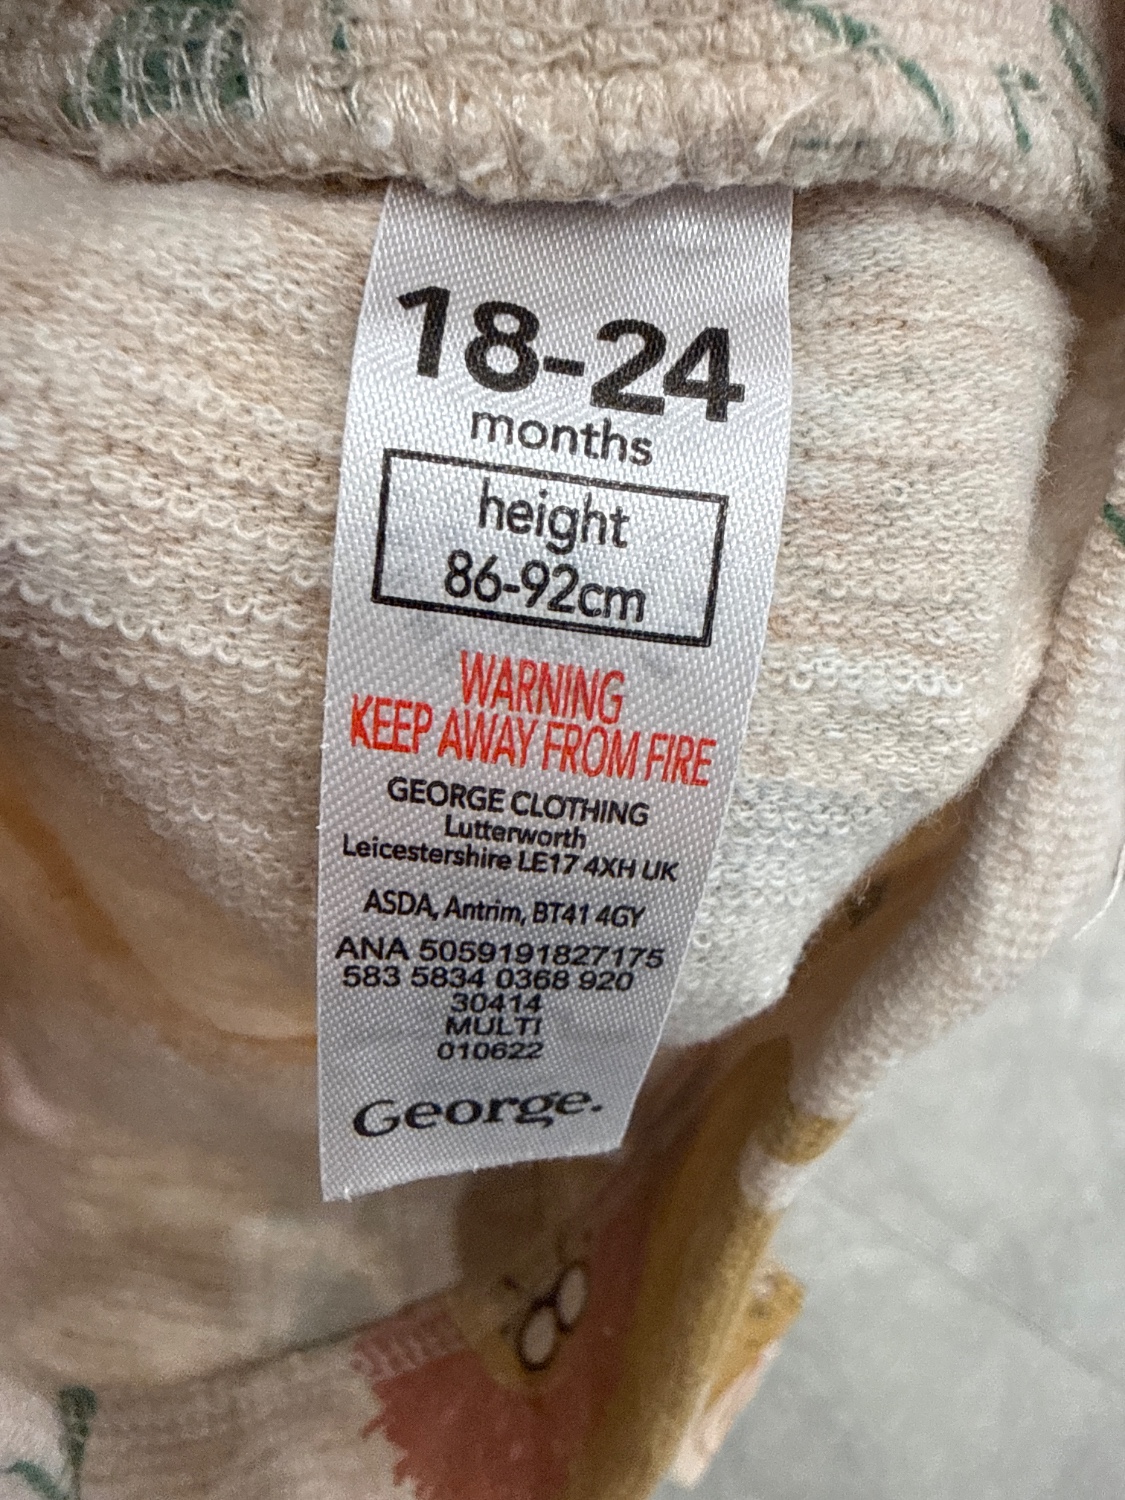 18-24
months
height
86-92cm
WARNING
KEEP AWAY FROM FIRE
GEORGE CLOTHING
Lutterworth
Leicestershire LE17 4XH UK
ASDA, Antrim, BT41 4GY
ANA 5059191827175
583 5834 0368 920
30414
MULTI
010622
George.